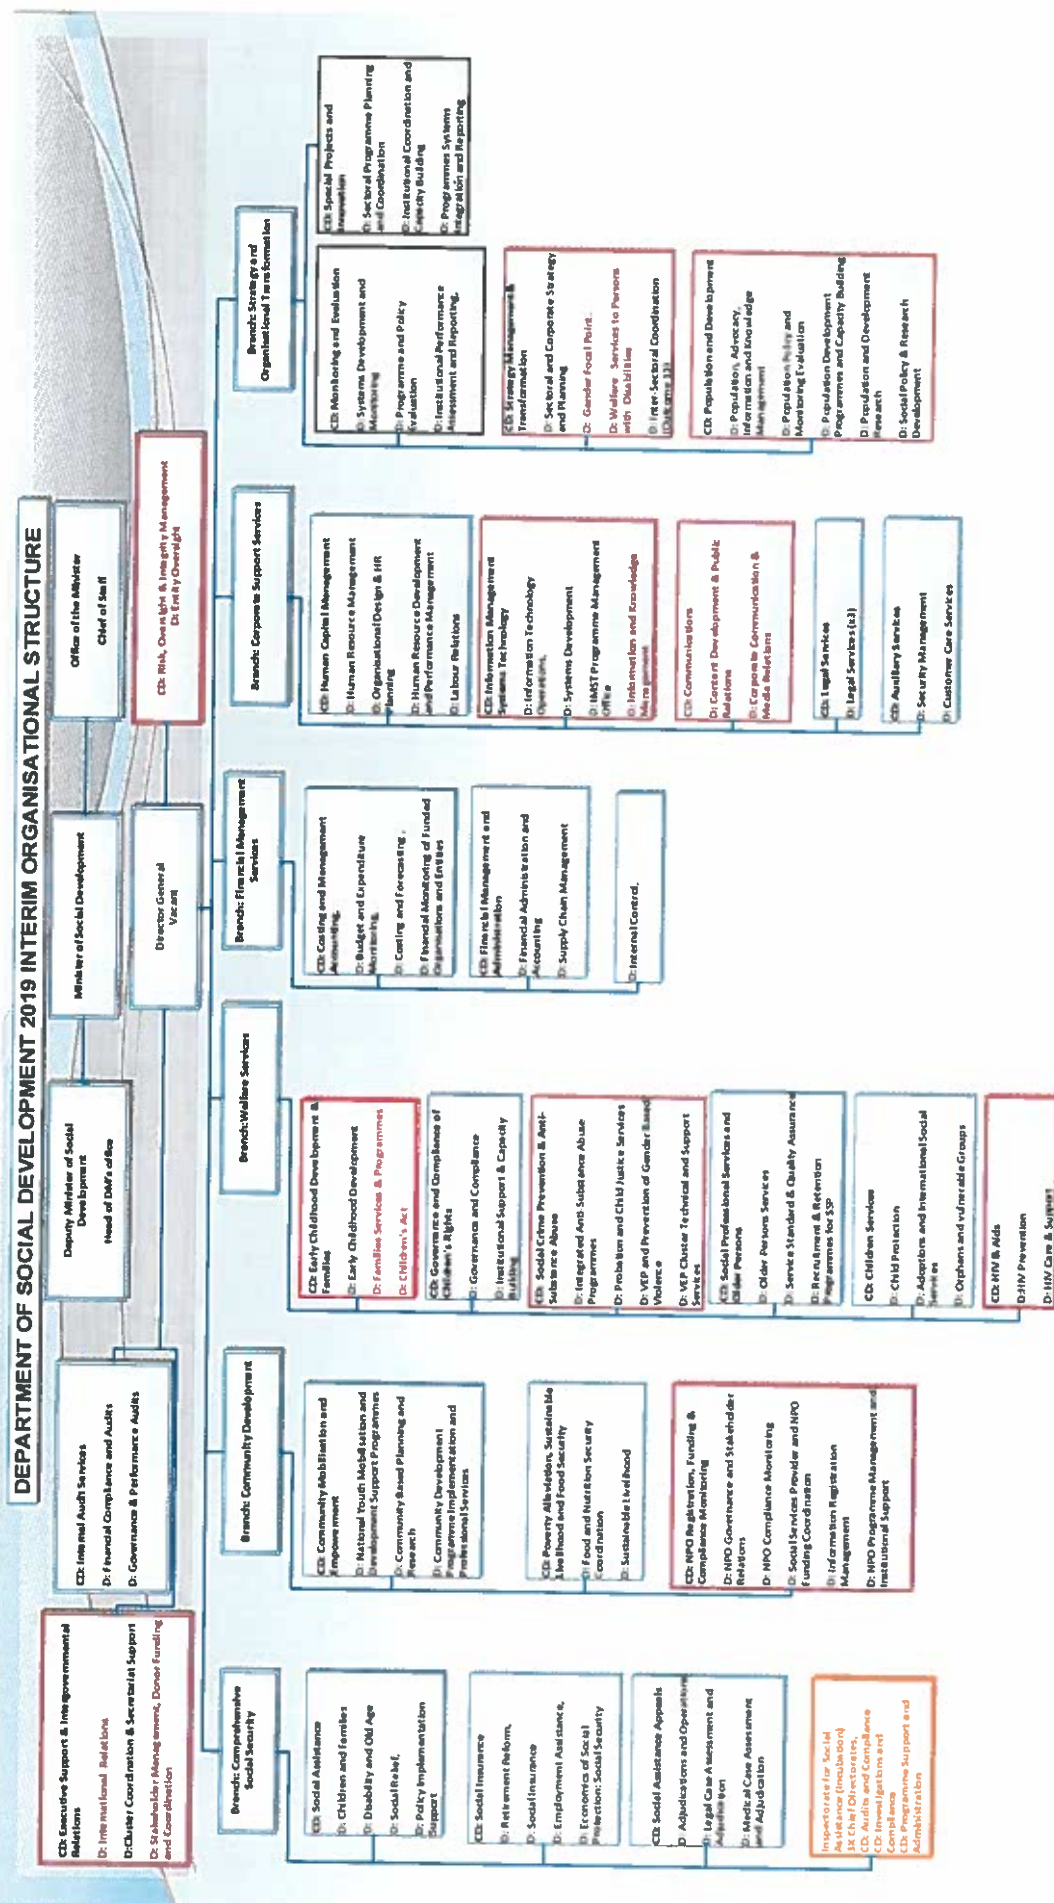 DEPARTMENT OF SOCIAL DEVELOPMENT 2019 INTERIM ORGANISATIONAL STRUCTURE
CD: Executive Support & Intergovernmental
Relations
D: International Relations
D:Cluster Coordination & Secretariat Support
D: Stakeholder Management, Donor Funding
and Coordination
CD: Internal Audit Services
D: Financial Compliance and Audits
D: Governance & Performance Audits
Deputy Minister of Social
Development
Head of DM's office
Minister of Social Development
Office of the Minister
Chief of Staff
Director General
Vacant
CD: Risk, Oversight & Integrity Management
D: Entity Oversight
Branch: Comprehensive
Social Security
CD: Social Assistance
D: Children and Families
D: Disability and Old Age
D: Social Relief,
D: Policy Implementation
Support
CD: Social Insurance
D: Retirement Reform,
D: Social Insurance
D: Employment Assistance,
D: Economics of Social
Protection: Social Security
CD: Social Assistance Appeals
D: Adjudications and Operations
D: Legal Case Assessment and
Adjudication
D: Medical Case Assessment
and Adjudication
Inspectorate for Social
Assistance (Incubation)
3x Chief Directorates,
CD: Audits and Compliance
CD: Investigations and
Compliance
CD: Programme Support and
Administration
Branch: Community Development
CD: Community Mobilisation and
Empowerment
D: National Youth Mobilisation and
Development Support Programmes
D: Community Based Planning and
Research
D: Community Development
Programme Implementation and
Professional Services
CD: Poverty Alleviation, Sustainable
Livelihood and Food Security
D: Food and Nutrition Security
Coordination
D: Sustainable Livelihood
CD: NPO Registration, Funding &
Compliance Monitoring
D: NPO Governance and Stakeholder
Relations
D: NPO Compliance Monitoring
D: Social Services Provider and NPO
Funding Coordination
D: Information Registration
Management
D: NPO Programme Management and
Institutional Support
Branch: Welfare Services
CD: Early Childhood Development &
Families
D: Early Childhood Development
D: Families Services & Programmes
D: Children's Act
CD: Governance and Compliance of
Children's Rights
D: Governance and Compliance
D: Institutional Support & Capacity
Building
CD: Social Crime Prevention & Anti-
Substance Abuse
D: Integrated Anti Substance Abuse
Programmes
D: Probation and Child Justice Services
D: VEP and Prevention of Gender Based
Violence
D: VEP Cluster Technical and Support
Services
CD: Social Professional Services and
Older Persons
D: Older Persons Services
D: Service Standard & Quality Assurance
D: Recruitment & Retention
Programmes for SSP
CD: Children Services
D: Child Protection
D: Adoptions and International Social
Services
D: Orphans and vulnerable Groups
CD: HIV & Aids
D: HIV Prevention
D: HIV Care & Support
Branch: Financial Management
Services
CD: Costing and Management
Accounting,
D: Budget and Expenditure
Monitoring,
D: Costing and Forecasting,
D: Financial Monitoring of Funded
Organisations and Entities
CD: Financial Management and
Administration
D: Financial Administration and
Accounting
D: Supply Chain Management
D: Internal Control,
Branch: Corporate Support Services
CD: Human Capital Management
D: Human Resource Management
D: Organisational Design & HR
Planning
D: Human Resource Development
and Performance Management
D: Labour Relations
CD: Information Management
Systems Technology
D: Information Technology
Operations,
D: Systems Development
D: IMST Programme Management
Office
D: Information and Knowledge
Management
CD: Communications
D: Content Development & Public
Relations
D: Corporate Communication &
Media Relations
CD: Legal Services
D: Legal Services (x3)
CD: Auxiliary Services
D: Security Management
D: Customer Care Services
Branch: Strategy and
Organisational Transformation
CD: Monitoring and Evaluation
D: Systems Development and
Monitoring
D: Programme and Policy
Evaluation
D: Institutional Performance
Assessment and Reporting,
CD: Special Projects and
Innovation
D: Sectoral Programme Planning
and Coordination
D: Institutional Coordination and
Capacity Building
D: Programmes Systems
Integration and Reporting
CD: Strategy Management &
Transformation
D: Sectoral and Corporate Strategy
and Planning
D: Gender Focal Point.
D: Welfare Services to Persons
with Disabilities
D: Inter-Sectoral Coordination
(Outcome 13)
CD: Population and Development
D: Population, Advocacy,
Information and Knowledge
Management
D: Population Policy and
Monitoring Evaluation
D: Population Development
Programmes and Capacity Building
D: Population and Development
Research
D: Social Policy & Research
Development